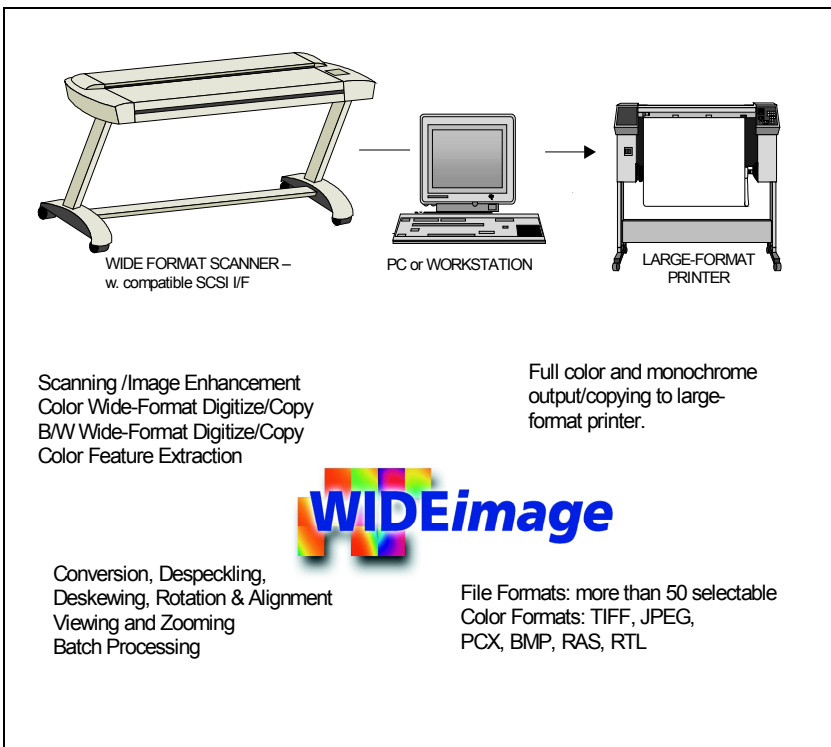 WIDE FORMAT SCANNER –
w. compatible SCSI I/F
PC or WORKSTATION
LARGE-FORMAT
PRINTER
Scanning /Image Enhancement
Color Wide-Format Digitize/Copy
B/W Wide-Format Digitize/Copy
Color Feature Extraction
Full color and monochrome
output/copying to large-
format printer.
WIDEimage
Conversion, Despeckling,
Deskewing, Rotation & Alignment
Viewing and Zooming
Batch Processing
File Formats: more than 50 selectable
Color Formats: TIFF, JPEG,
PCX, BMP, RAS, RTL